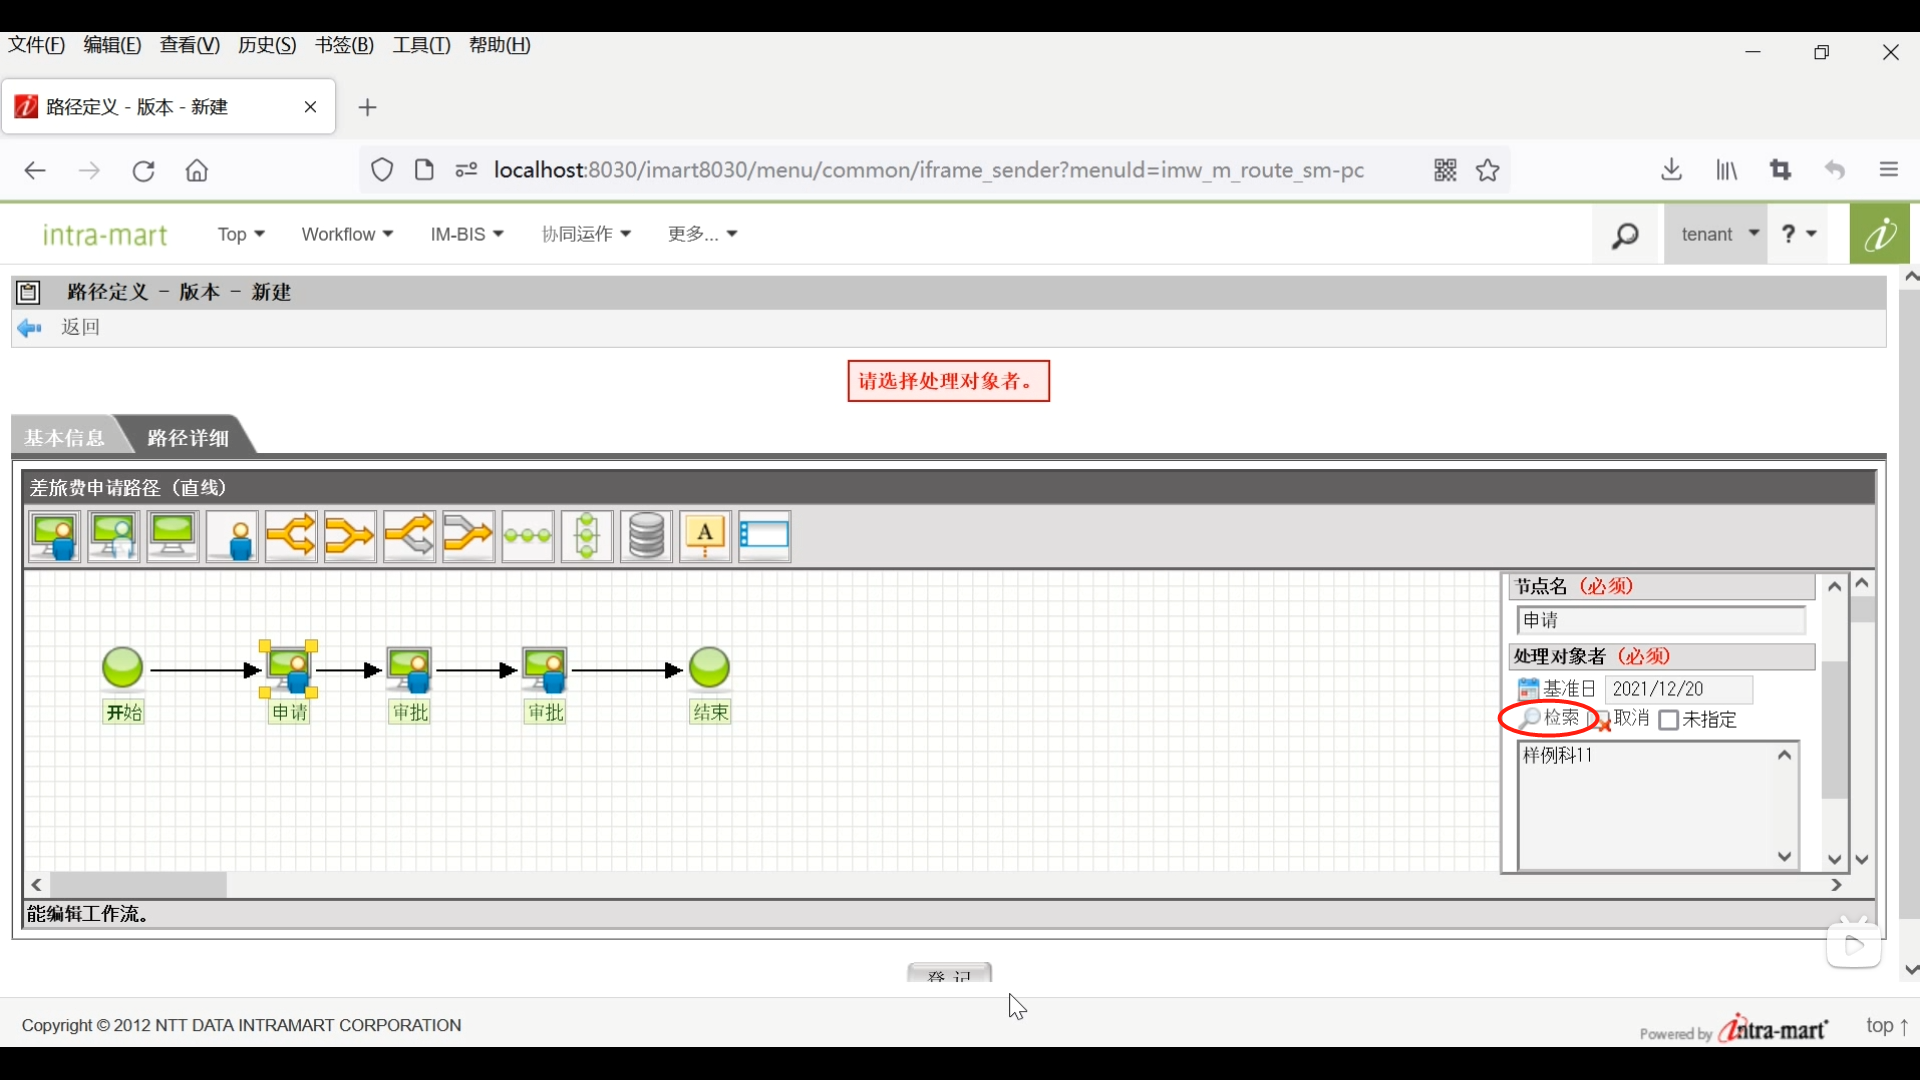 文件(F) 编辑(E) 查看(V) 历史(S) 书签(B) 工具(T) 帮助(H)
路径定义 - 版本 - 新建
localhost:8030/imart8030/menu/common/iframe_sender?menuId=imw_m_route_sm-pc
intra-mart Top Workflow IM-BIS 协同运作 更多... tenant ?
路径定义 - 版本 - 新建
返回
请选择处理对象者。
基本信息 路径详细
差旅费申请路径（直线）
A
节点名（必须）
申请
处理对象者（必须）
基准日 2021/12/20
检索 取消 未指定
样例科11
开始 申请 审批 审批 结束
能编辑工作流。
登 记
Copyright © 2012 NTT DATA INTRAMART CORPORATION
Powered by intra-mart
top ↑